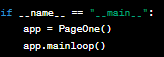 if __name__ == "__main__":
    app = PageOne()
    app.mainloop()